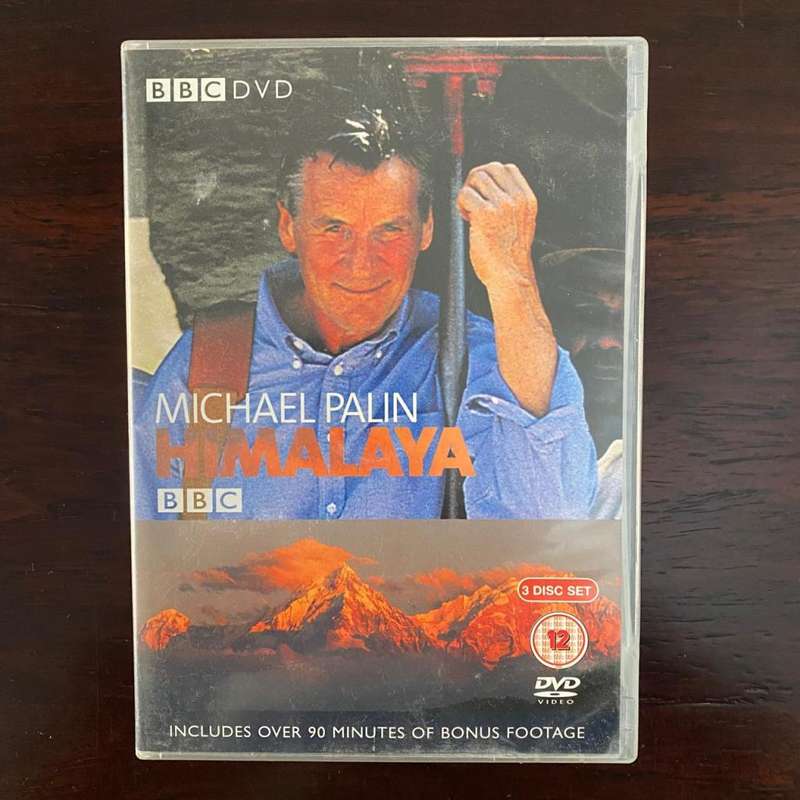 BBC DVD
MICHAEL PALIN
HIMALAYA
BBC
3 DISC SET
12
DVD
VIDEO
INCLUDES OVER 90 MINUTES OF BONUS FOOTAGE